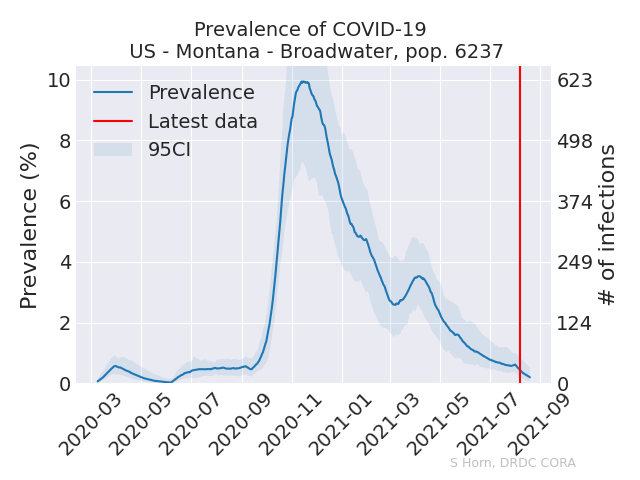 Prevalence of COVID-19
US - Montana - Broadwater, pop. 6237
Prevalence (%)
10
8
6
4
2
0
Prevalence
Latest data
95CI
623
498
374
249
124
0
# of infections
2020-03
2020-05
2020-07
2020-09
2020-11
2021-01
2021-03
2021-05
2021-07
2021-09
S Horn, DRDC CORA